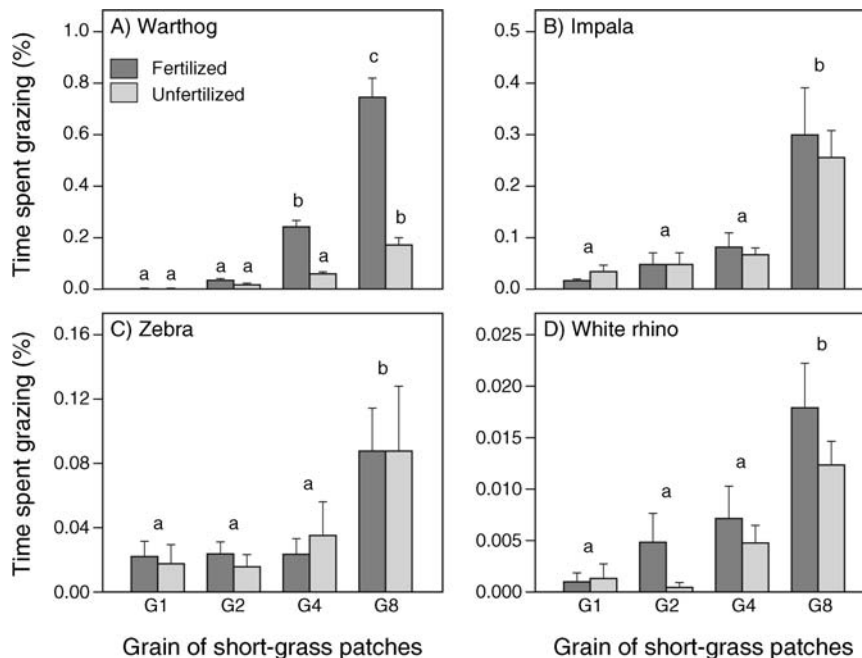 A) Warthog
Fertilized
Unfertilized
Time spent grazing (%)
1.0
0.8
0.6
0.4
0.2
0.0
a a
a a
b
a
c
b
B) Impala
0.5
0.4
0.3
0.2
0.1
0.0
a
a
a
b
C) Zebra
Time spent grazing (%)
0.16
0.12
0.08
0.04
0.00
a
a
a
b
G1 G2 G4 G8
Grain of short-grass patches
D) White rhino
0.025
0.020
0.015
0.010
0.005
0.000
a
a
a
b
G1 G2 G4 G8
Grain of short-grass patches